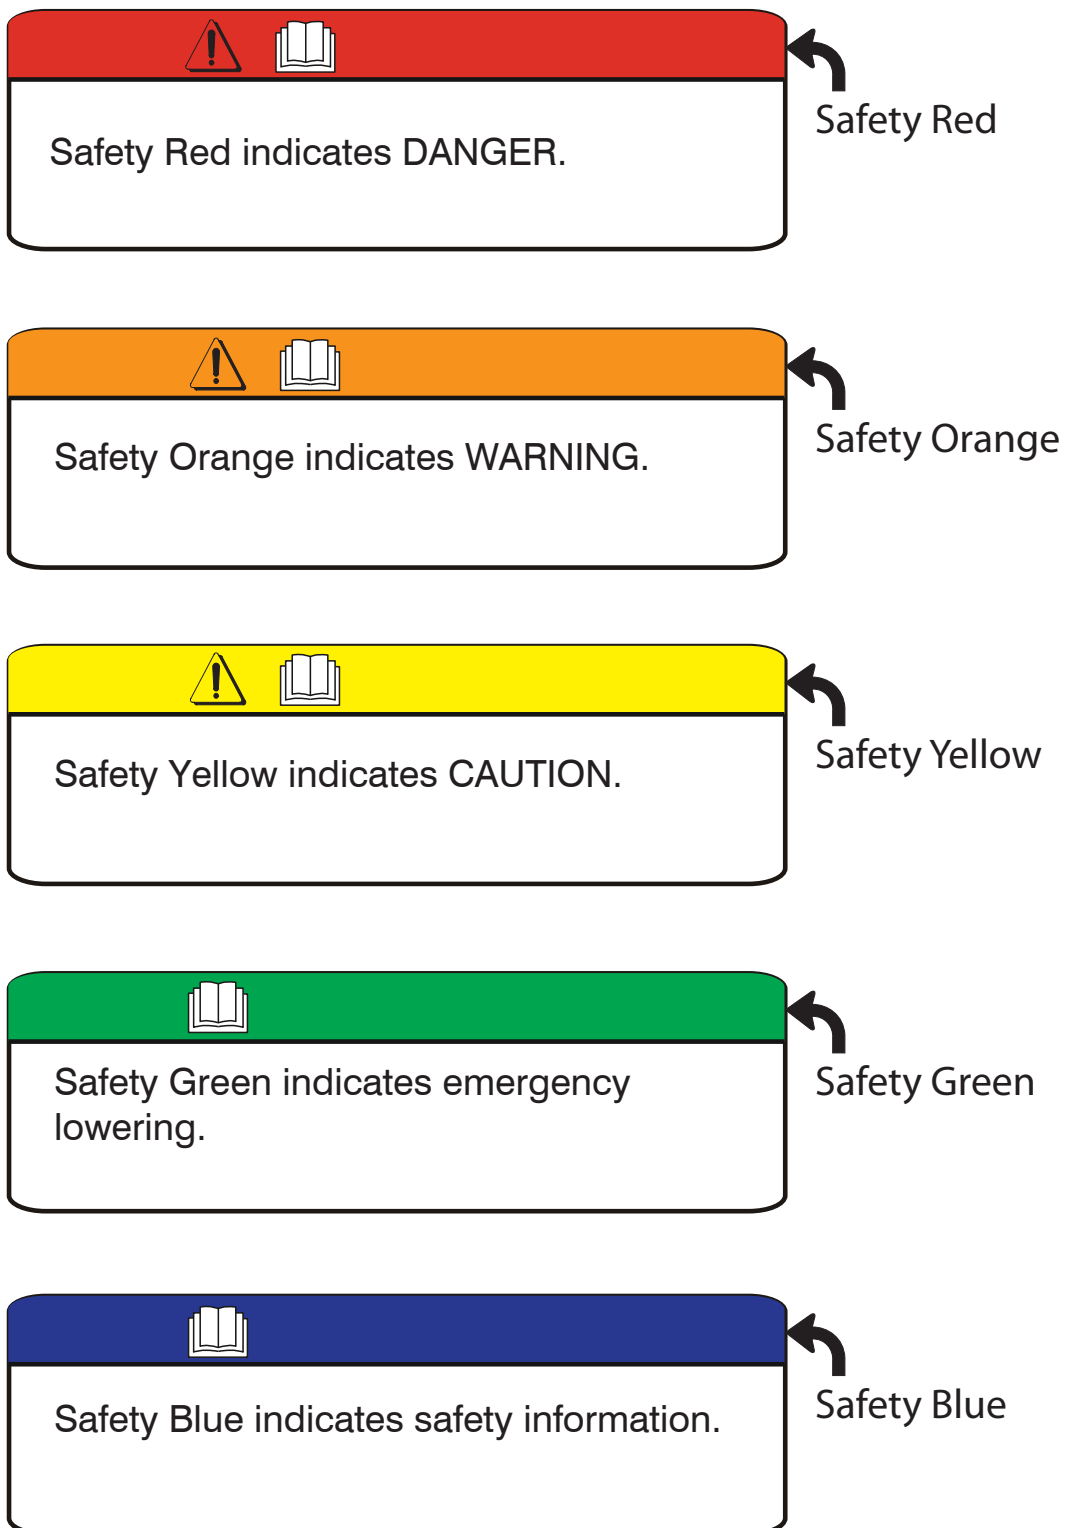 Safety Red
Safety Red indicates DANGER.
Safety Orange
Safety Orange indicates WARNING.
Safety Yellow
Safety Yellow indicates CAUTION.
Safety Green
Safety Green indicates emergency
lowering.
Safety Blue
Safety Blue indicates safety information.